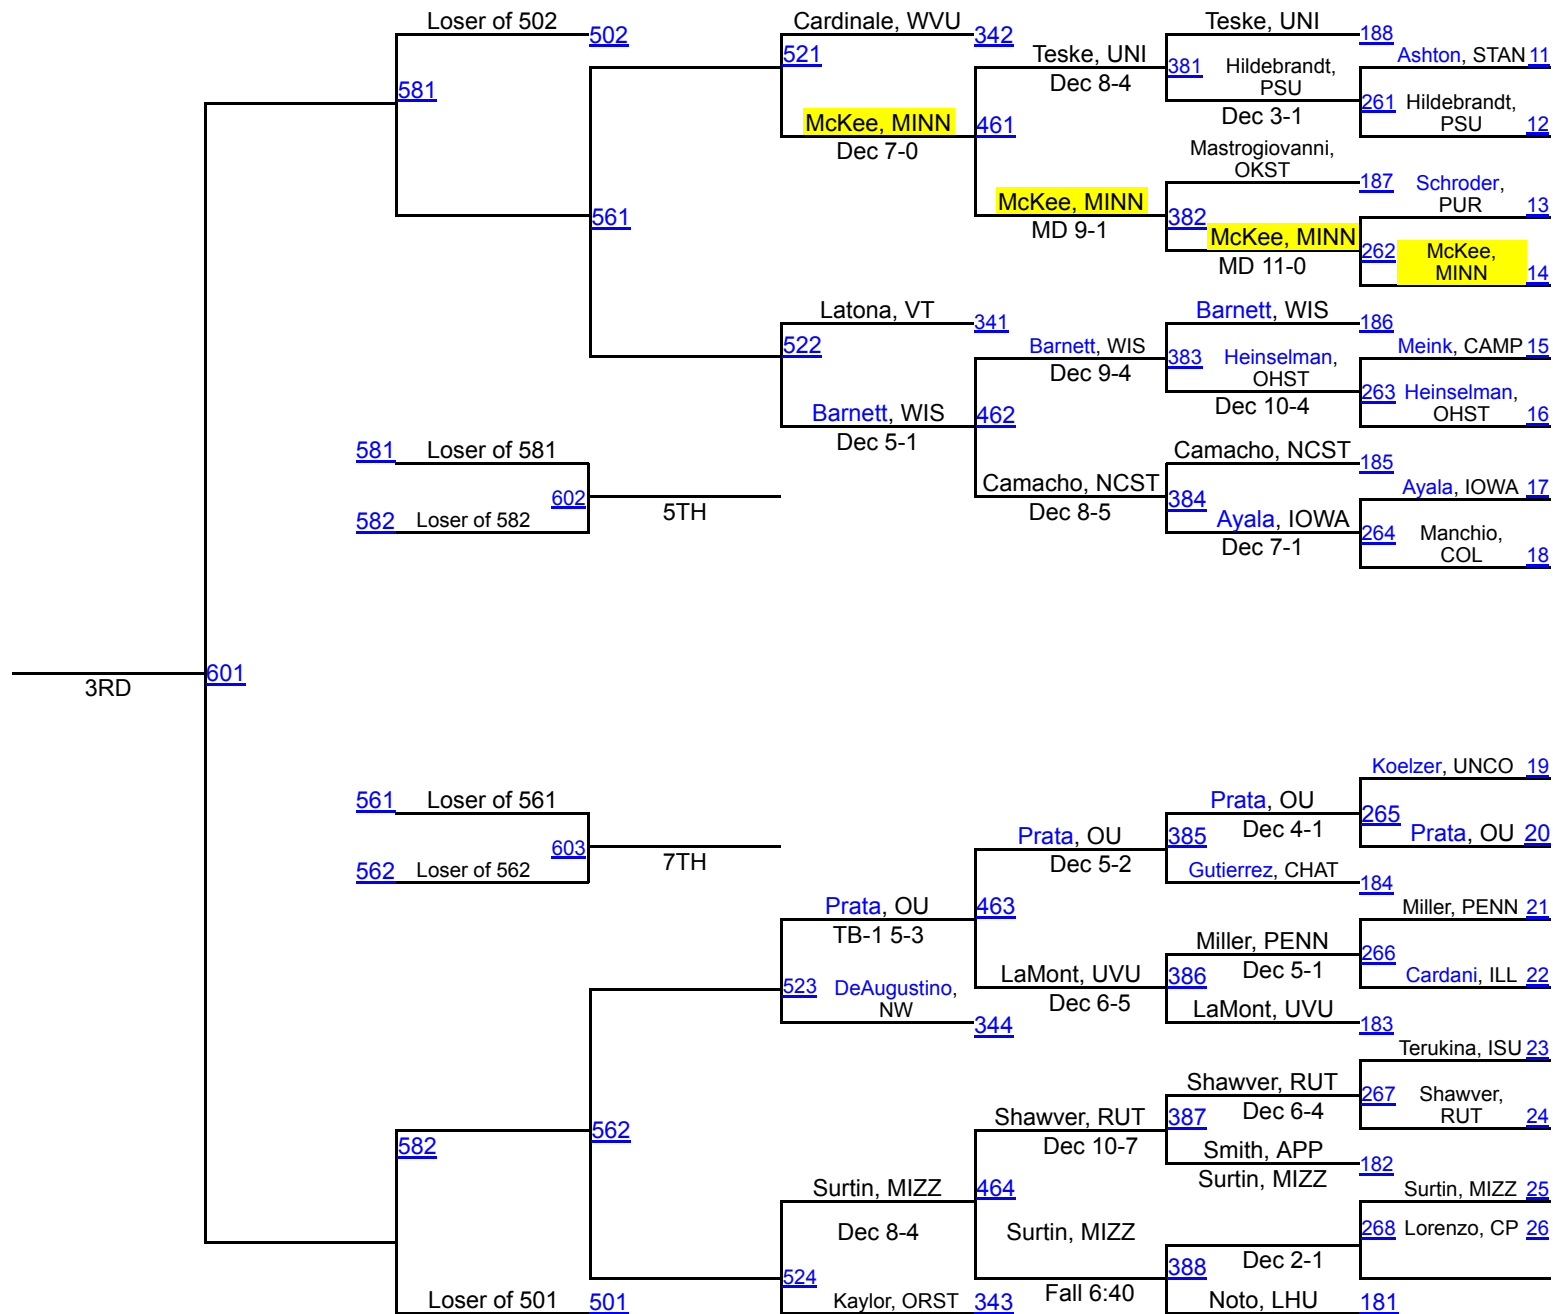 Loser of 502
502
Cardinale, WVU
342
Teske, UNI
188
521
Teske, UNI
Dec 8-4
381
Hildebrandt,
PSU
Dec 3-1
Ashton, STAN 11
261
Hildebrandt,
PSU
12
581
McKee, MINN
Dec 7-0
461
Mastrogiovanni,
OKST
187
Schroder,
PUR
13
561
McKee, MINN
MD 9-1
382
McKee, MINN
MD 11-0
262
McKee,
MINN
14
Latona, VT
341
Barnett, WIS
186
522
Barnett, WIS
Dec 9-4
383
Heinselman,
OHST
Dec 10-4
Meink, CAMP 15
263
Heinselman,
OHST
16
Barnett, WIS
Dec 5-1
462
581
Loser of 581
602
5TH
582
Loser of 582
Camacho, NCST
185
Camacho, NCST
Dec 8-5
384
Ayala, IOWA
Dec 7-1
Ayala, IOWA 17
264
Manchio,
COL
18
3RD
601
Koelzer, UNCO 19
561
Loser of 561
603
7TH
562
Loser of 562
Prata, OU
Dec 4-1
265
Prata, OU 20
Prata, OU
Dec 5-2
385
Gutierrez, CHAT
184
Prata, OU
TB-1 5-3
463
Miller, PENN 21
Miller, PENN
Dec 5-1
266
Cardani, ILL 22
LaMont, UVU
Dec 6-5
386
LaMont, UVU
183
523
DeAugustino,
NW
344
Terukina, ISU 23
Shawver, RUT
Dec 6-4
267
Shawver,
RUT
24
562
Shawver, RUT
Dec 10-7
387
Smith, APP
182
Surtin, MIZZ
582
Surtin, MIZZ
Dec 8-4
464
Surtin, MIZZ
Fall 6:40
Surtin, MIZZ 25
268
Lorenzo, CP 26
Dec 2-1
388
524
Loser of 501
501
Kaylor, ORST
343
Noto, LHU
181